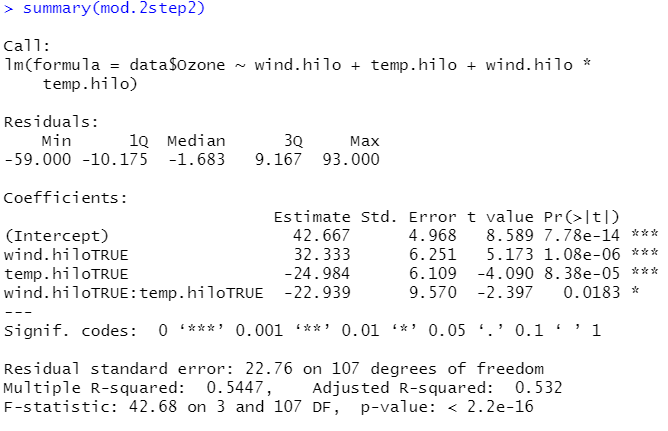 > summary(mod.2step2)
Call:
lm(formula = data$Ozone ~ wind.hilo + temp.hilo + wind.hilo *
    temp.hilo)
Residuals:
    Min      1Q  Median      3Q     Max
-59.000 -10.175  -1.683   9.167  93.000
Coefficients:
                            Estimate Std. Error t value Pr(>|t|)
(Intercept)                   42.667      4.968   8.589 7.78e-14 ***
wind.hiloTRUE                 32.333      6.251   5.173 1.08e-06 ***
temp.hiloTRUE                -24.984      6.109  -4.090 8.38e-05 ***
wind.hiloTRUE:temp.hiloTRUE  -22.939      9.570  -2.397   0.0183 *
---
Signif. codes:  0 ‘***’ 0.001 ‘**’ 0.01 ‘*’ 0.05 ‘.’ 0.1 ‘ ’ 1
Residual standard error: 22.76 on 107 degrees of freedom
Multiple R-squared:  0.5447,    Adjusted R-squared:  0.532
F-statistic: 42.68 on 3 and 107 DF,  p-value: < 2.2e-16